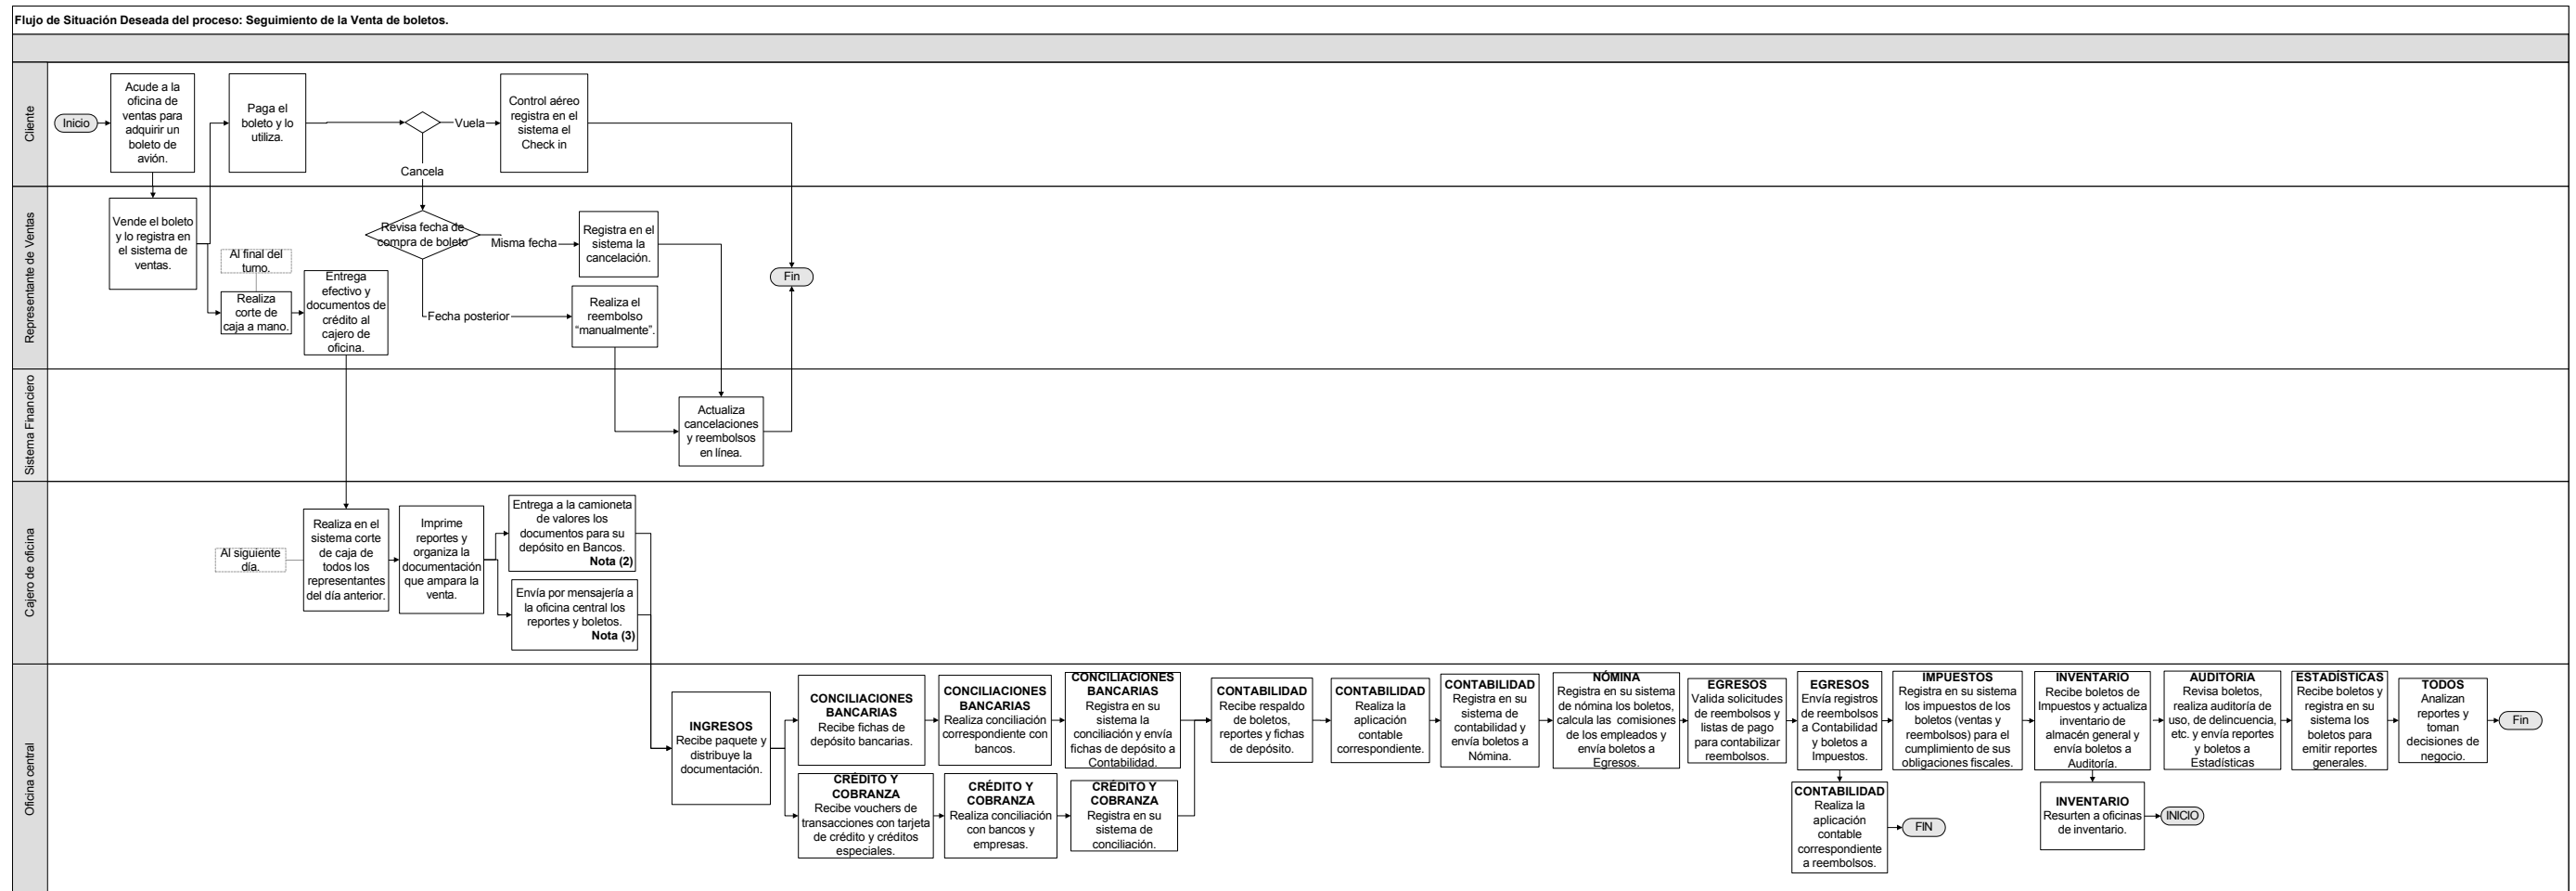 Flujo de Situación Deseada del proceso: Seguimiento de la Venta de boletos.
Cliente
Inicio
Acude a la
oficina de
ventas para
adquirir un
boleto de
avión.
Paga el
boleto y lo
utiliza.
Vuela
Cancela
Control aéreo
registra en el
sistema el
Check in
Representante de Ventas
Vende el boleto
y lo registra en
el sistema de
ventas.
Al final del
turno.
Realiza
corte de
caja a mano.
Entrega
efectivo y
documentos de
crédito al
cajero de
oficina.
Revisa fecha de
compra de boleto
Misma fecha
Fecha posterior
Registra en el
sistema la
cancelación.
Realiza el
reembolso
“manualmente”.
Fin
Sistema Financiero
Actualiza
cancelaciones
y reembolsos
en línea.
Cajero de oficina
Al siguiente
día.
Realiza en el
sistema corte
de caja de
todos los
representantes
del día anterior.
Imprime
reportes y
organiza la
documentación
que ampara la
venta.
Entrega a la camioneta
de valores los
documentos para su
depósito en Bancos.
Nota (2)
Envía por mensajería a
la oficina central los
reportes y boletos.
Nota (3)
Oficina central
INGRESOS
Recibe paquete y
distribuye la
documentación.
CONCILIACIONES
BANCARIAS
Recibe fichas de
depósito bancarias.
CONCILIACIONES
BANCARIAS
Realiza conciliación
correspondiente con
bancos.
CONCILIACIONES
BANCARIAS
Registra en su
sistema la
conciliación y envía
fichas de depósito a
Contabilidad.
CRÉDITO Y
COBRANZA
Recibe vouchers de
transacciones con tarjeta
de crédito y créditos
especiales.
CRÉDITO Y
COBRANZA
Realiza conciliación
con bancos y
empresas.
CRÉDITO Y
COBRANZA
Registra en su
sistema de
conciliación.
CONTABILIDAD
Recibe respaldo
de boletos,
reportes y fichas
de depósito.
CONTABILIDAD
Realiza la
aplicación
contable
correspondiente.
CONTABILIDAD
Registra en su
sistema de
contabilidad y
envía boletos a
Nómina.
NÓMINA
Registra en su sistema
de nómina los boletos,
calcula las comisiones
de los empleados y
envía boletos a
Egresos.
EGRESOS
Valida solicitudes
de reembolsos y
listas de pago
para contabilizar
reembolsos.
EGRESOS
Envía registros
de reembolsos
a Contabilidad
y boletos a
Impuestos.
CONTABILIDAD
Realiza la
aplicación
contable
correspondiente
a reembolsos.
FIN
IMPUESTOS
Registra en su sistema
los impuestos de los
boletos (ventas y
reembolsos) para el
cumplimiento de sus
obligaciones fiscales.
INVENTARIO
Recibe boletos de
Impuestos y actualiza
inventario de
almacén general y
envía boletos a
Auditoría.
INVENTARIO
Resurten a oficinas
de inventario.
INICIO
AUDITORIA
Revisa boletos,
realiza auditoría de
uso, de delincuencia,
etc. y envía reportes
y boletos a
Estadísticas
ESTADÍSTICAS
Recibe boletos y
registra en su
sistema los
boletos para
emitir reportes
generales.
TODOS
Analizan
reportes y
toman
decisiones de
negocio.
Fin